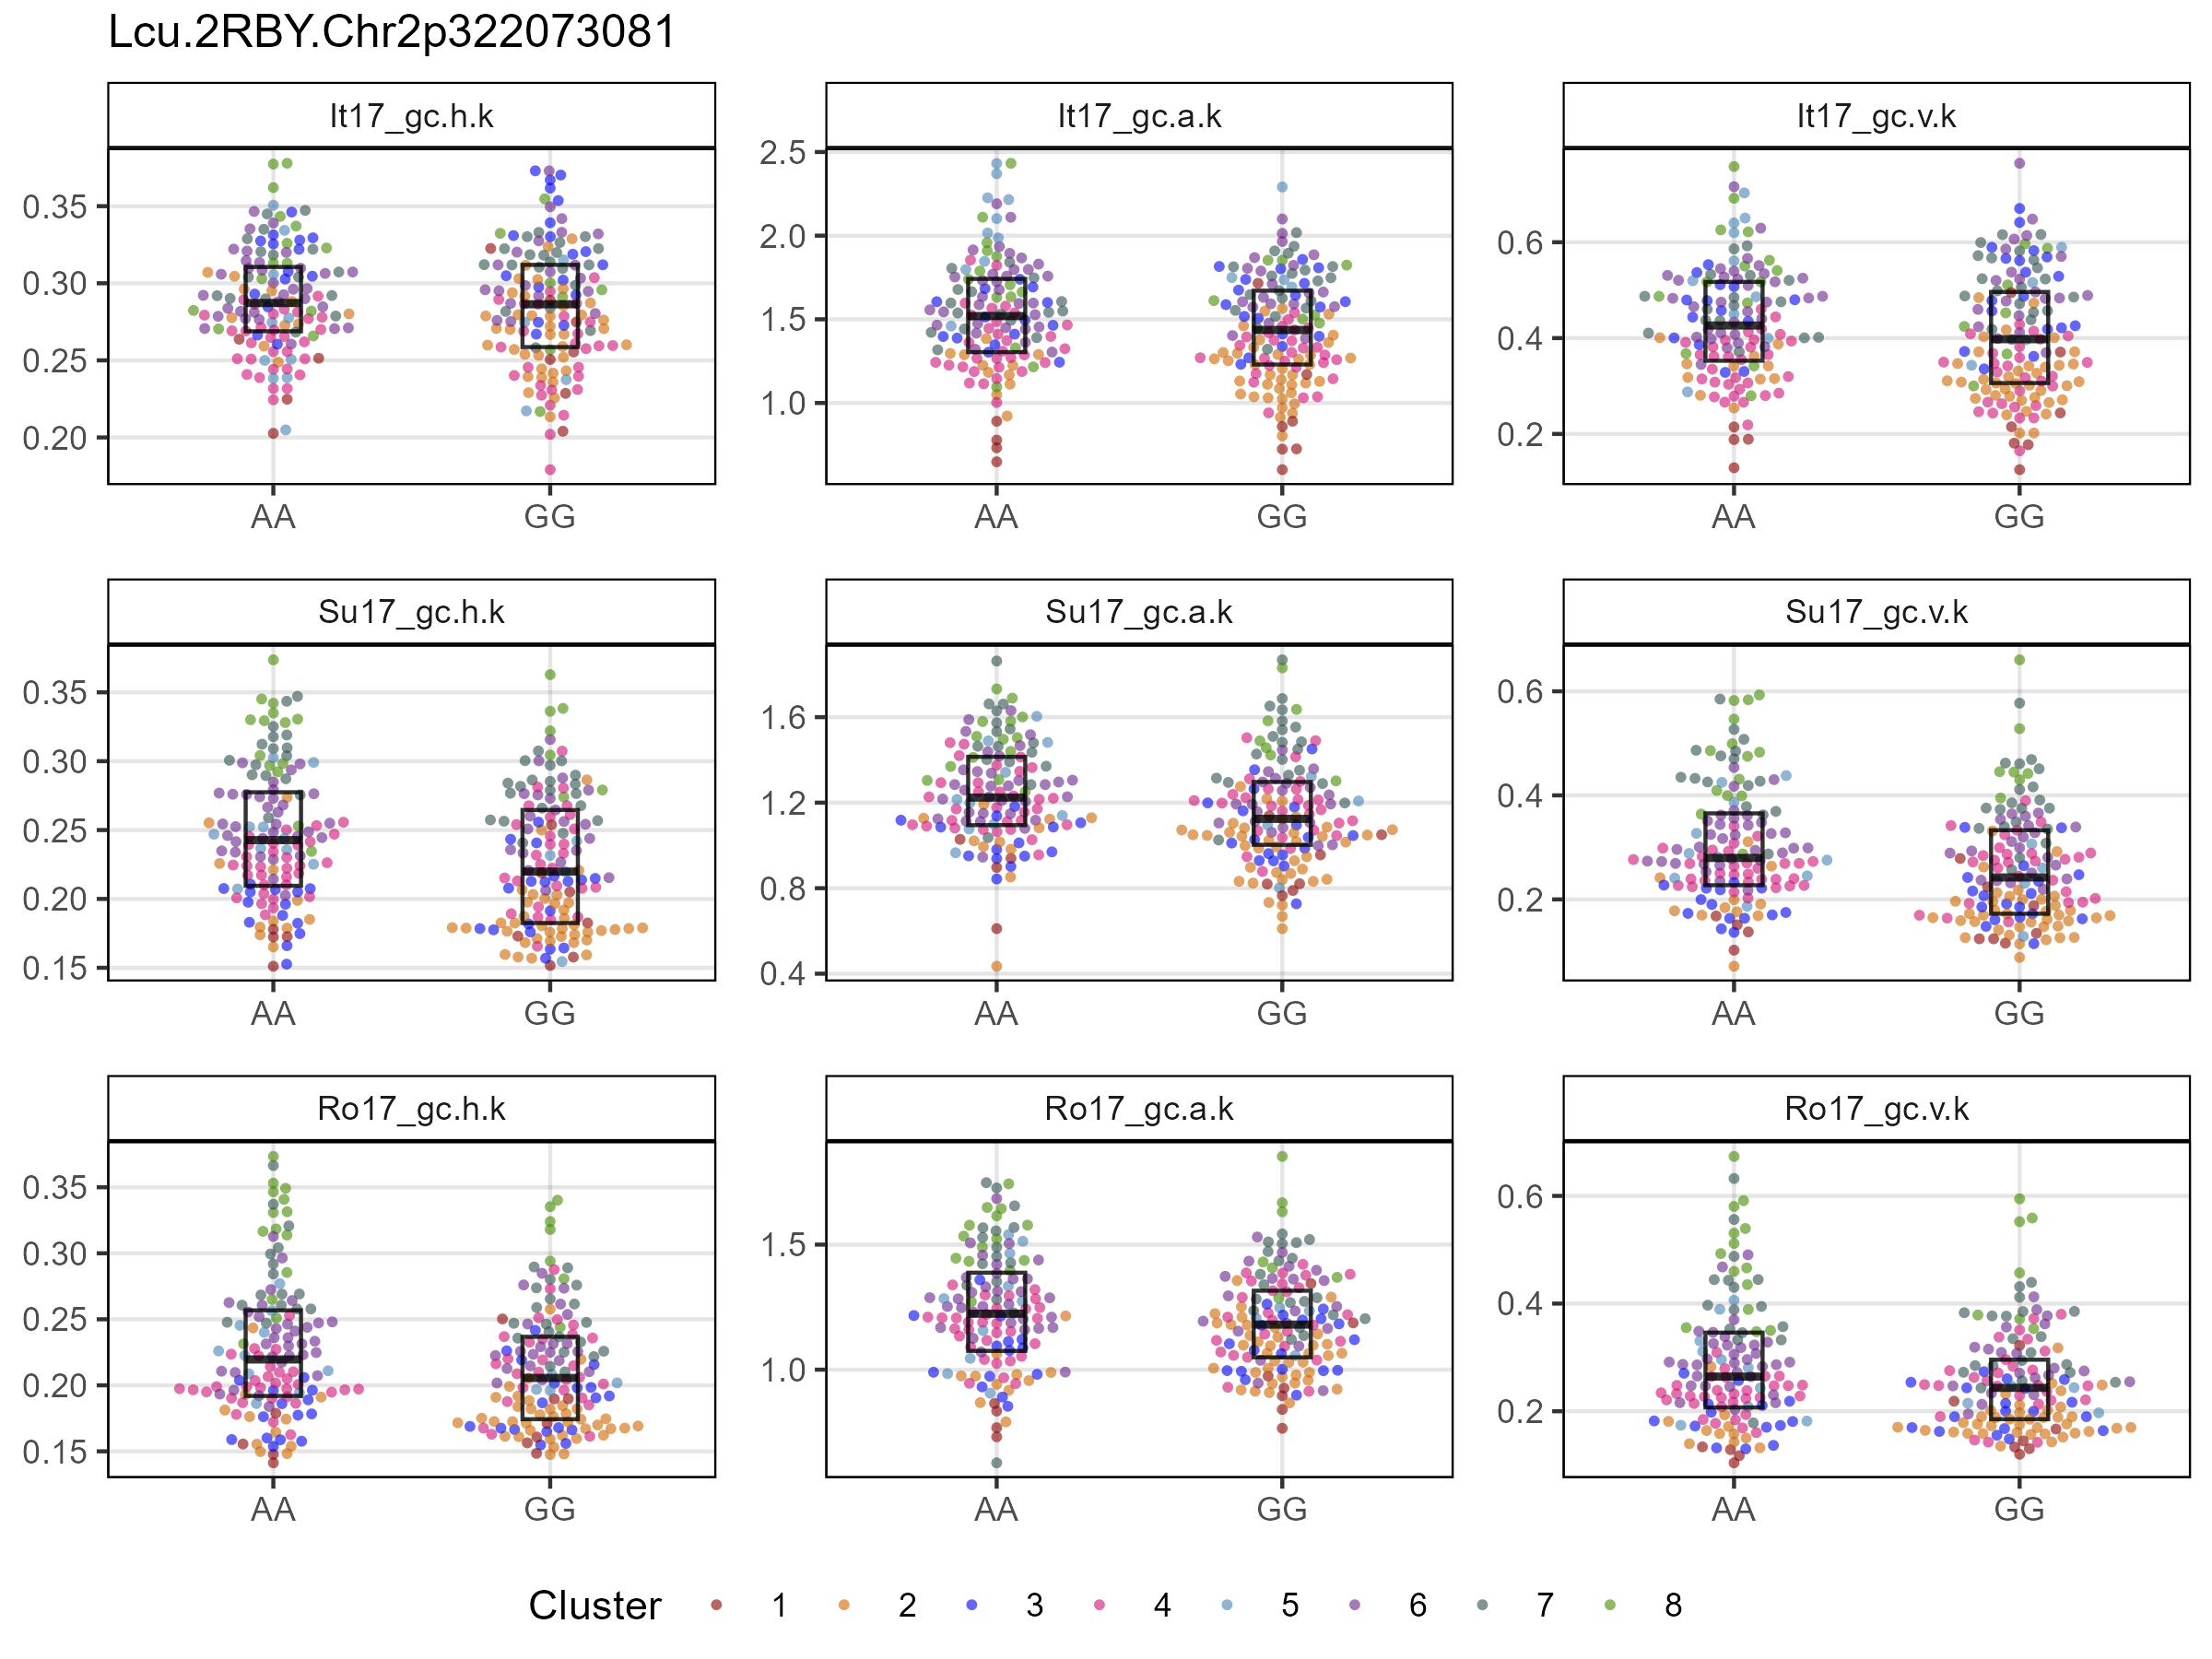 Lcu.2RBY.Chr2p322073081
It17_gc.h.k It17_gc.a.k It17_gc.v.k
0.35
0.30
0.25
0.20
AA GG
2.5
2.0
1.5
1.0
AA GG
0.6
0.4
0.2
AA GG
Su17_gc.h.k Su17_gc.a.k Su17_gc.v.k
0.35
0.30
0.25
0.20
0.15
AA GG
1.6
1.2
0.8
0.4
AA GG
0.6
0.4
0.2
AA GG
Ro17_gc.h.k Ro17_gc.a.k Ro17_gc.v.k
0.35
0.30
0.25
0.20
0.15
AA GG
1.5
1.0
AA GG
0.6
0.4
0.2
AA GG
Cluster 1 2 3 4 5 6 7 8